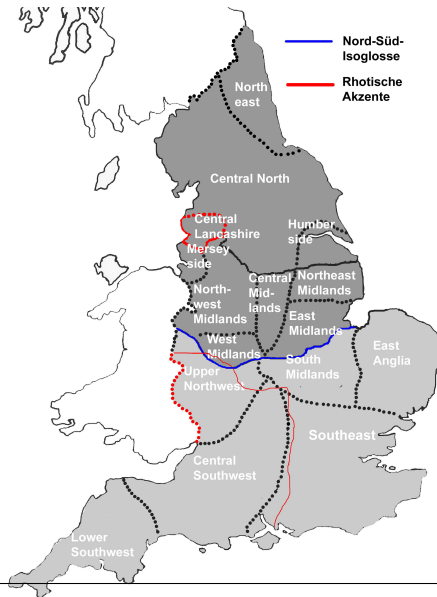 Nord-Süd-
Isoglosse
Rhotische
Akzente
North
east
Central North
Central
Lancashire
Humber
side
Mersey
side
Central
Mid-
lands
Northeast
Midlands
North-
west
Midlands
East
Midlands
West
Midlands
South
Midlands
East
Anglia
Upper
Northwest
Southeast
Central
Southwest
Lower
Southwest